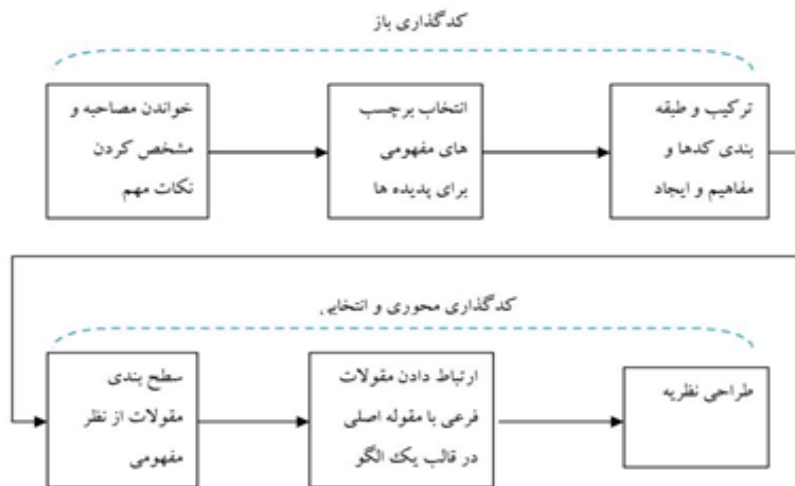 کدگذاری باز
خواندن مصاحبه و
مشخص کردن
نکات مهم
انتخاب برچسب
های مفهومی
برای پدیده ها
ترکیب و طبقه
بندی کدها و
مفاهیم و ایجاد
کدگذاری محوری و انتخابی
سطح بندی
مقولات از نظر
مفهومی
ارتباط دادن مقولات
فرعی با مقوله اصلی
در قالب یک الگو
طراحی نظریه